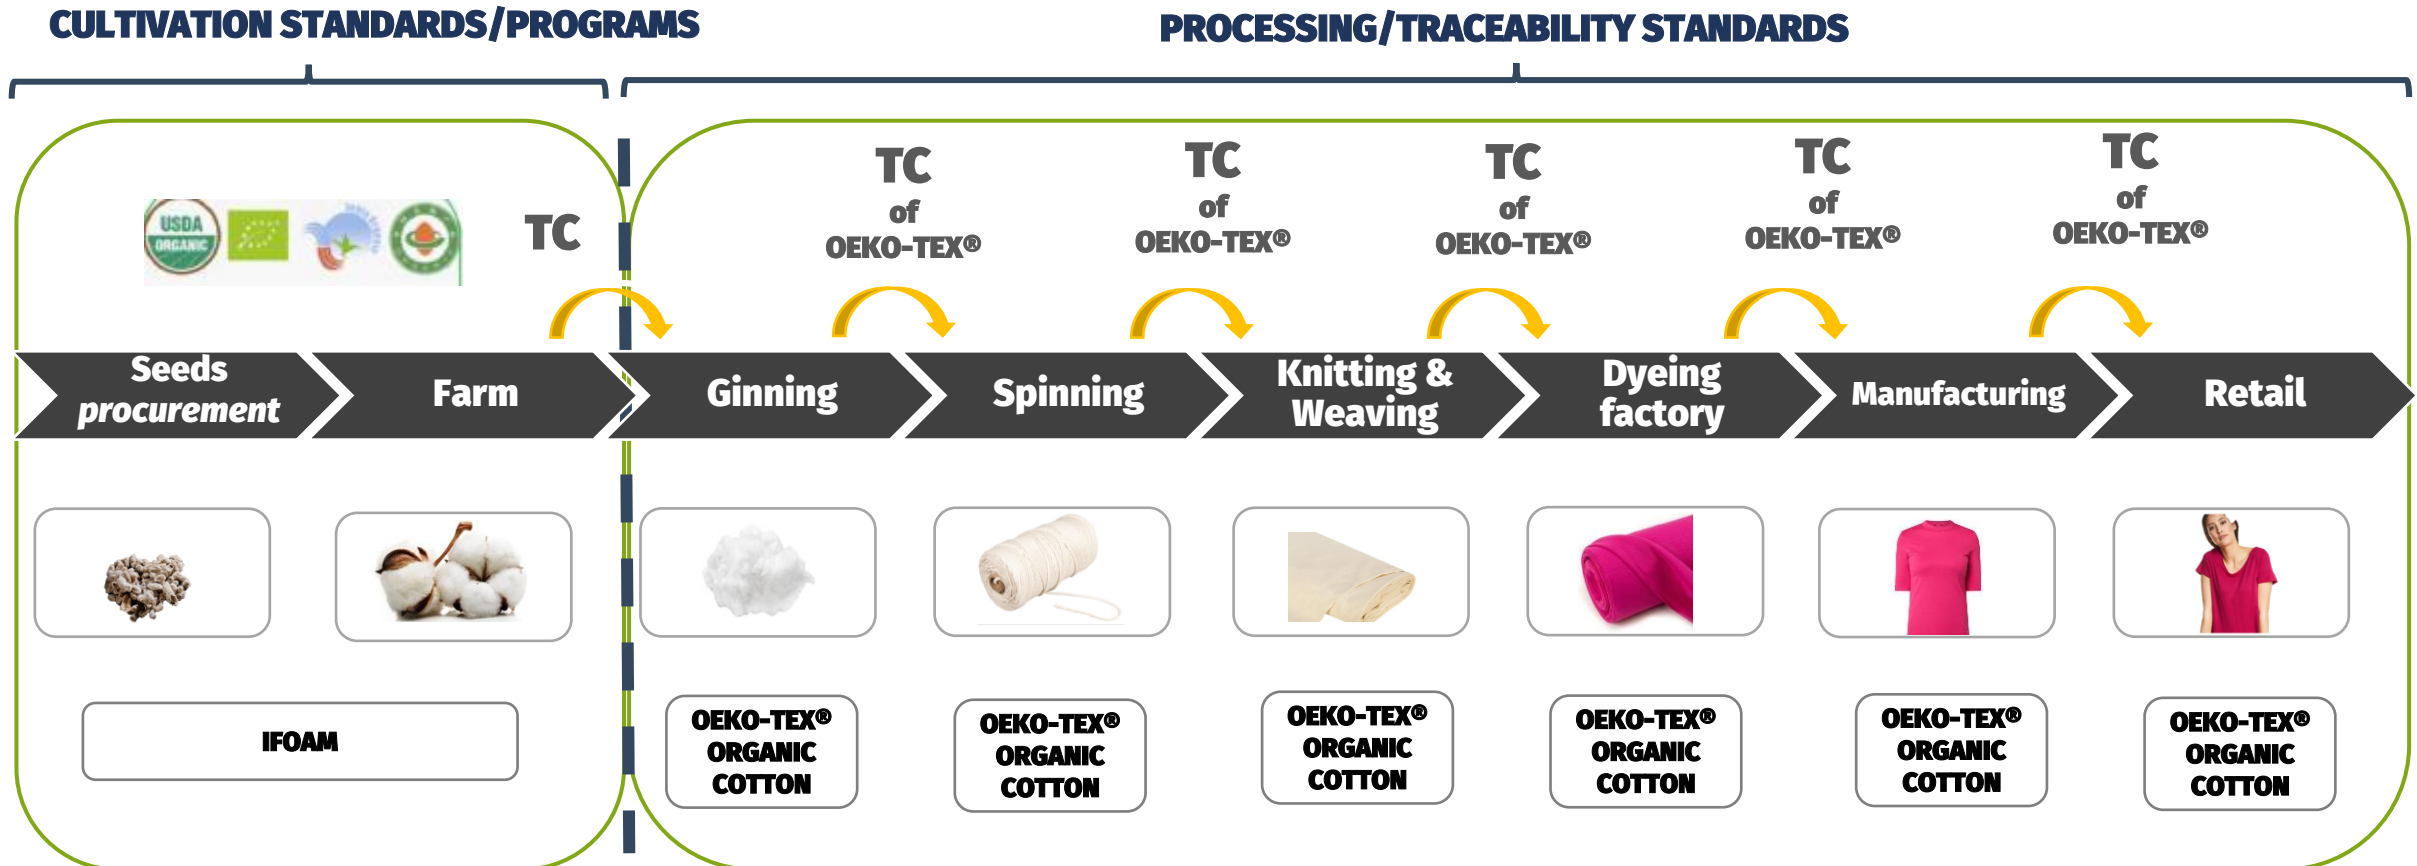 CULTIVATION STANDARDS/PROGRAMS
PROCESSING/TRACEABILITY STANDARDS
USDA
ORGANIC
TC
TC
of
OEKO-TEX®
TC
of
OEKO-TEX®
TC
of
OEKO-TEX®
TC
of
OEKO-TEX®
TC
of
OEKO-TEX®
Seeds
procurement
Farm
Ginning
Spinning
Knitting &
Weaving
Dyeing
factory
Manufacturing
Retail
IFOAM
OEKO-TEX®
ORGANIC
COTTON
OEKO-TEX®
ORGANIC
COTTON
OEKO-TEX®
ORGANIC
COTTON
OEKO-TEX®
ORGANIC
COTTON
OEKO-TEX®
ORGANIC
COTTON
OEKO-TEX®
ORGANIC
COTTON